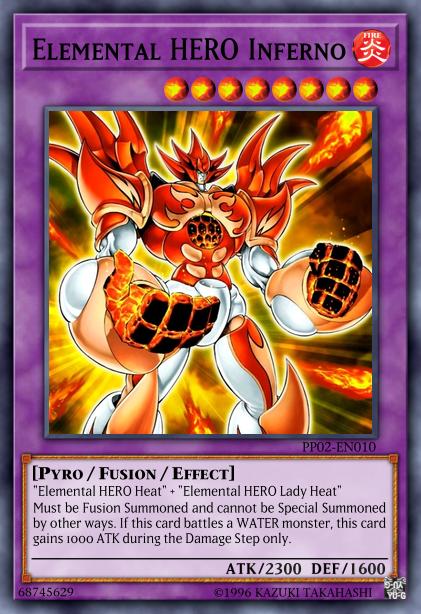 Elemental HERO Inferno
FIRE
炎
PP02-EN010
[Pyro / Fusion / Effect]
"Elemental HERO Heat" + "Elemental HERO Lady Heat"
Must be Fusion Summoned and cannot be Special Summoned
by other ways. If this card battles a WATER monster, this card
gains 1000 ATK during the Damage Step only.
ATK/2300 DEF/1600
68745629
©1996 KAZUKI TAKAHASHI